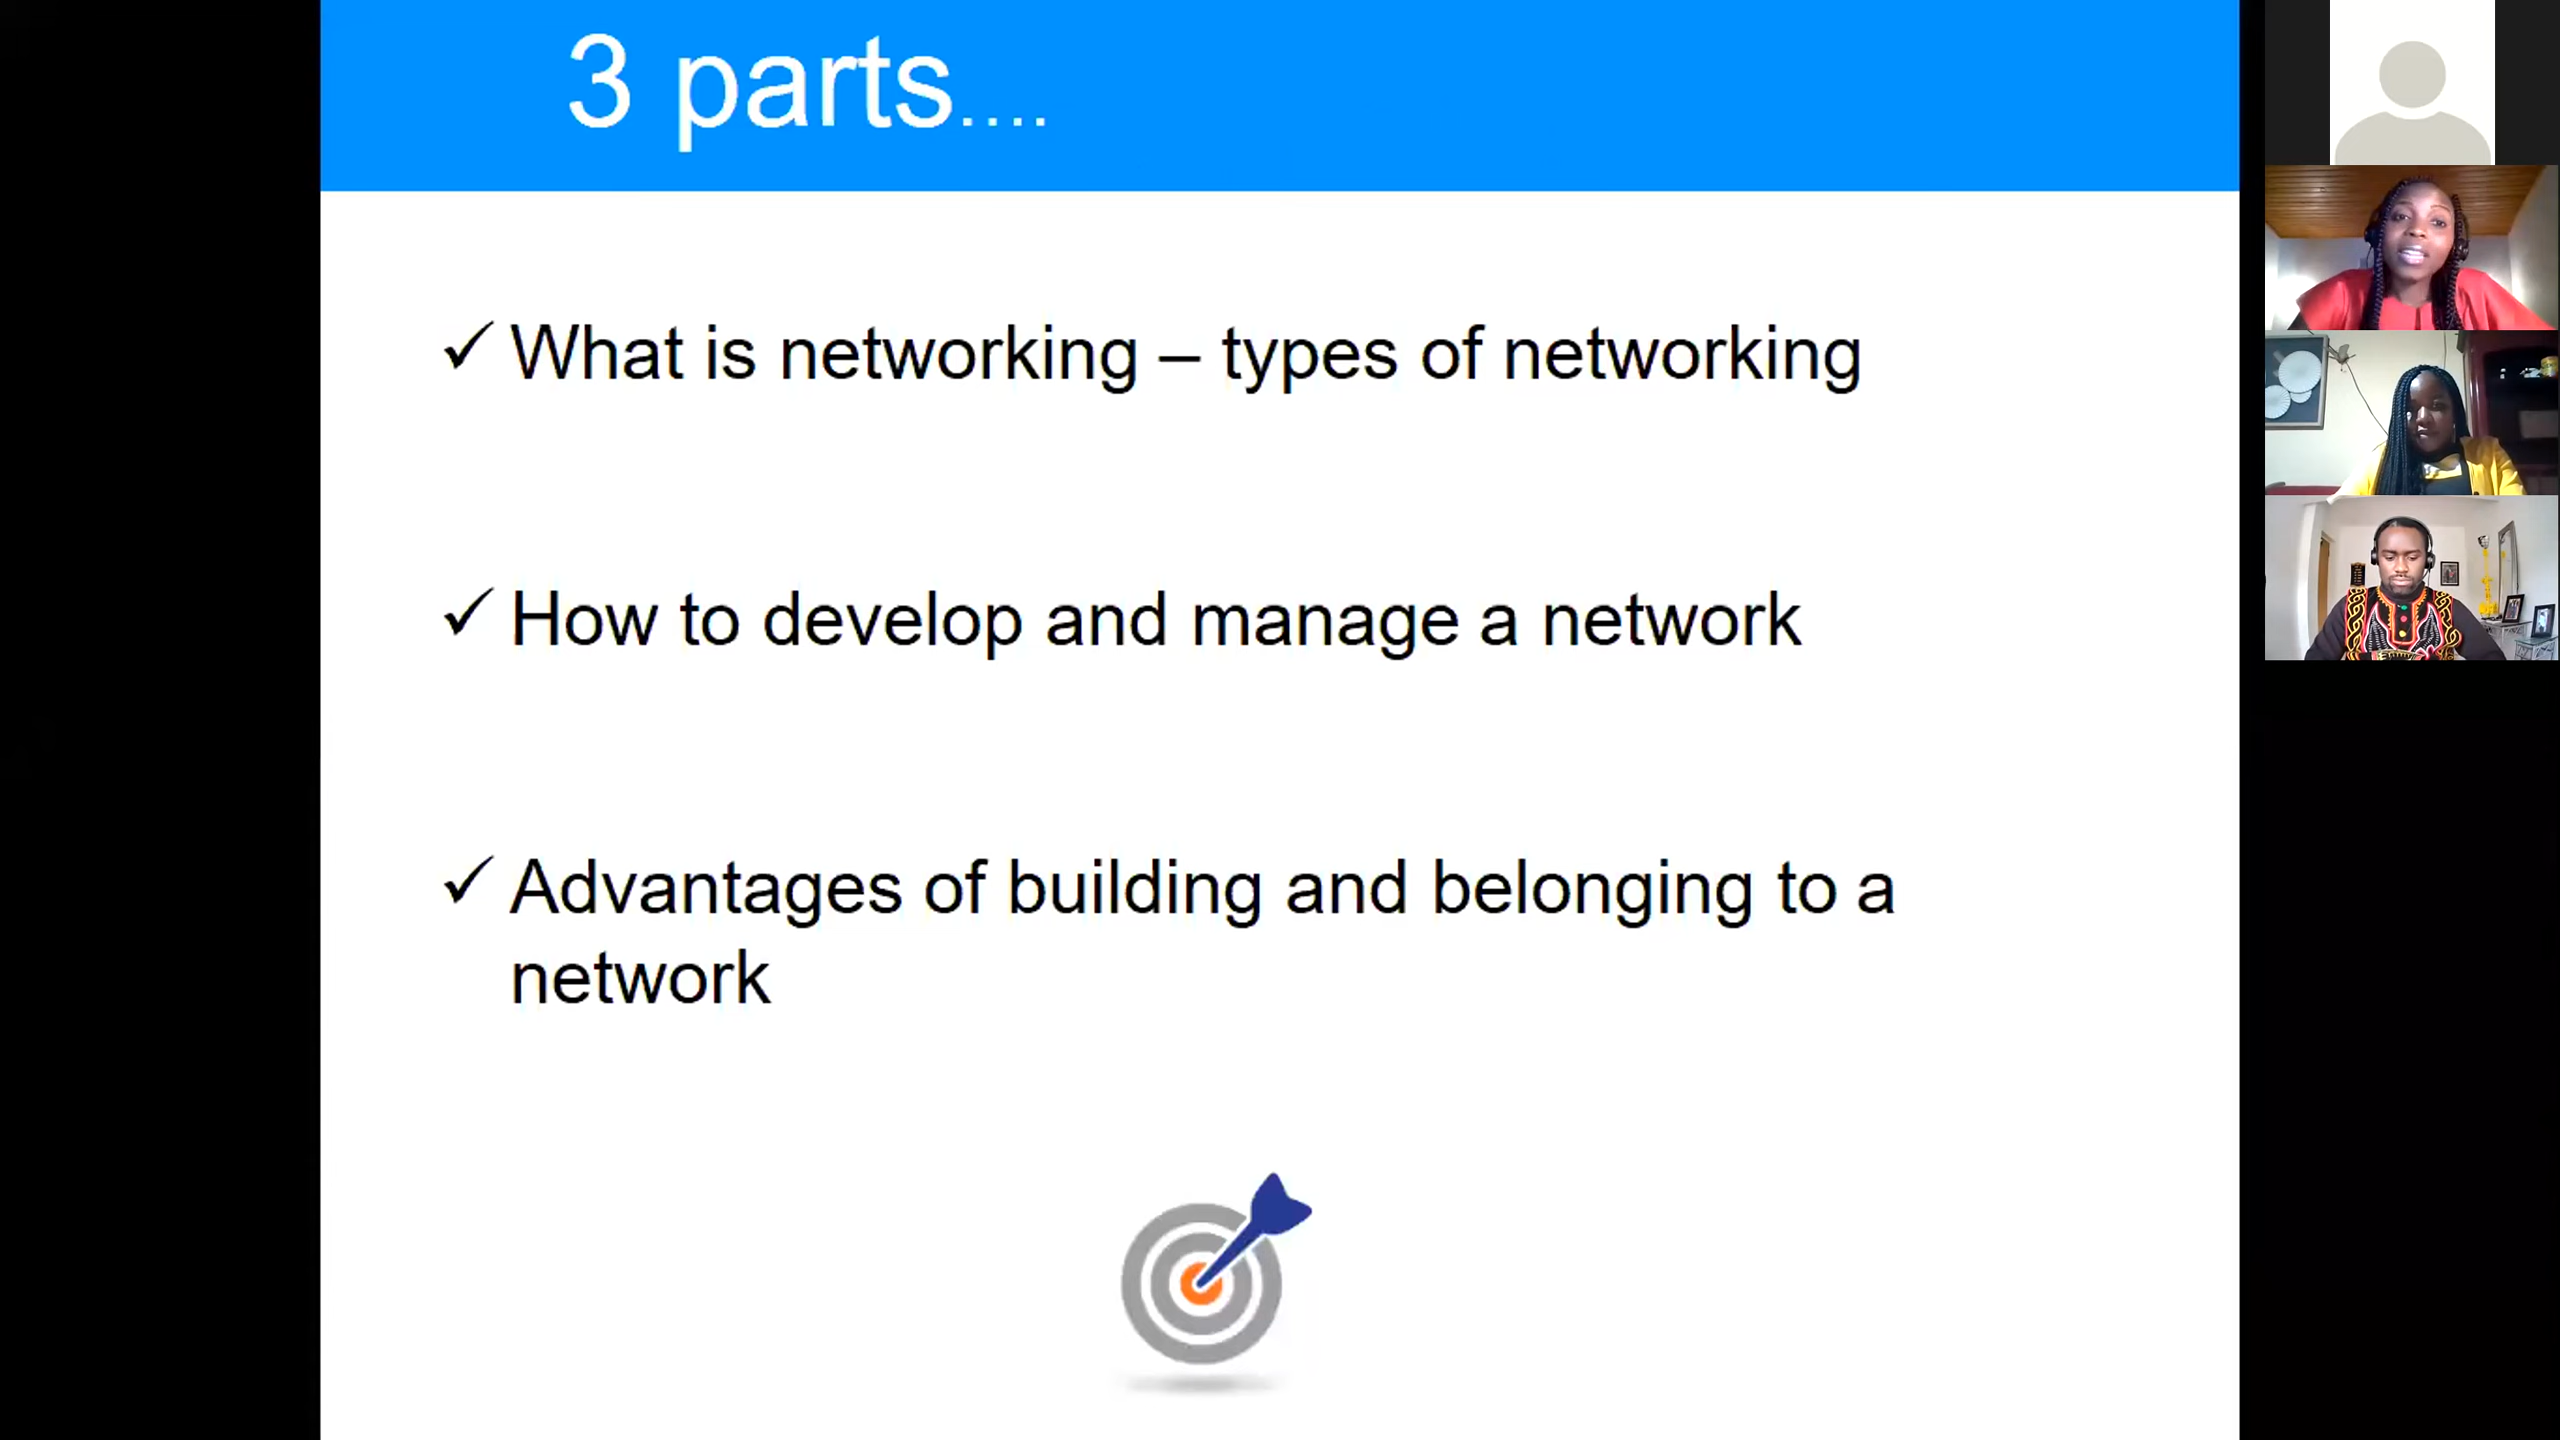 3 parts....
✓ What is networking – types of networking
✓ How to develop and manage a network
✓ Advantages of building and belonging to a
network